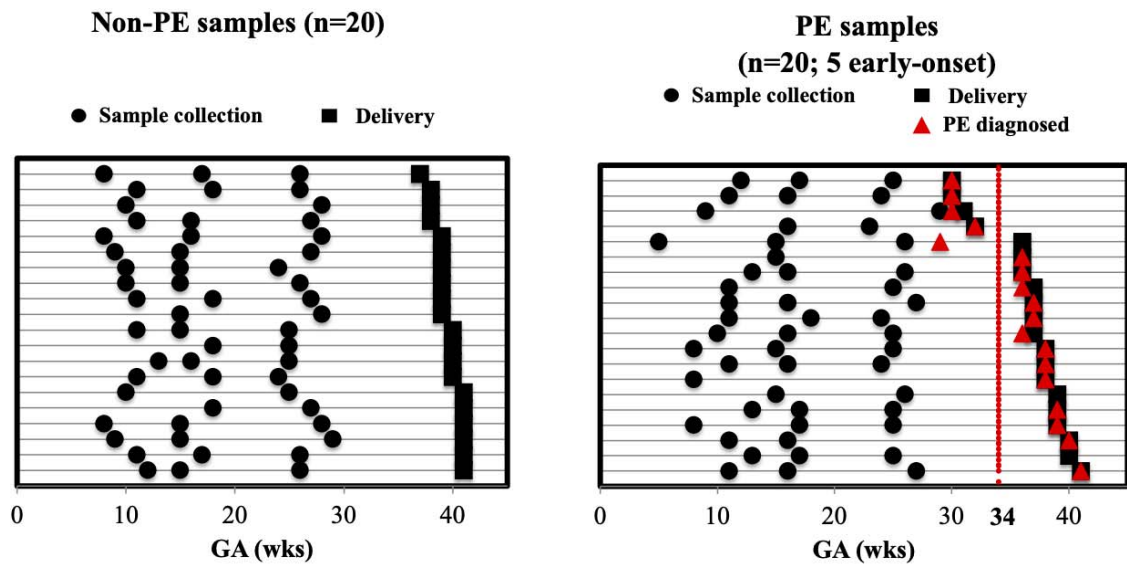 Non-PE samples (n=20)
Sample collection Delivery
0 10 20 30 40
GA (wks)
PE samples
(n=20; 5 early-onset)
Sample collection Delivery
PE diagnosed
0 10 20 30 34 40
GA (wks)